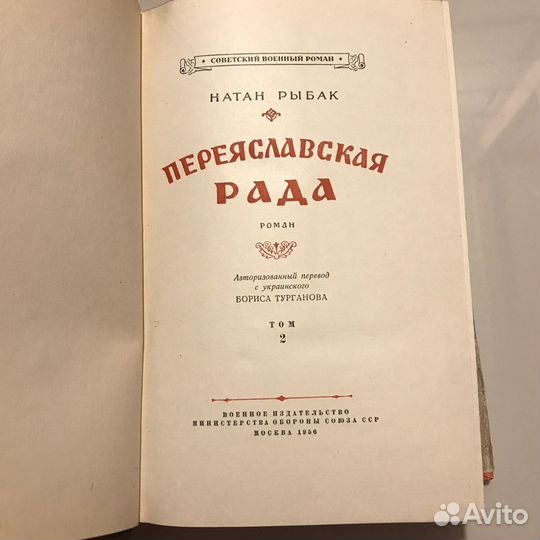 ★ СОВЕТСКИЙ ВОЕННЫЙ РОМАН ★
НАТАН РЫБАК
ПЕРЕЯСЛАВСКАЯ
РАДА
РОМАН
Авторизованный перевод
с украинского
БОРИСА ТУРГАНОВА
ТОМ
2
ВОЕННОЕ ИЗДАТЕЛЬСТВО
МИНИСТЕРСТВА ОБОРОНЫ СОЮЗА ССР
МОСКВА 1956
Avito